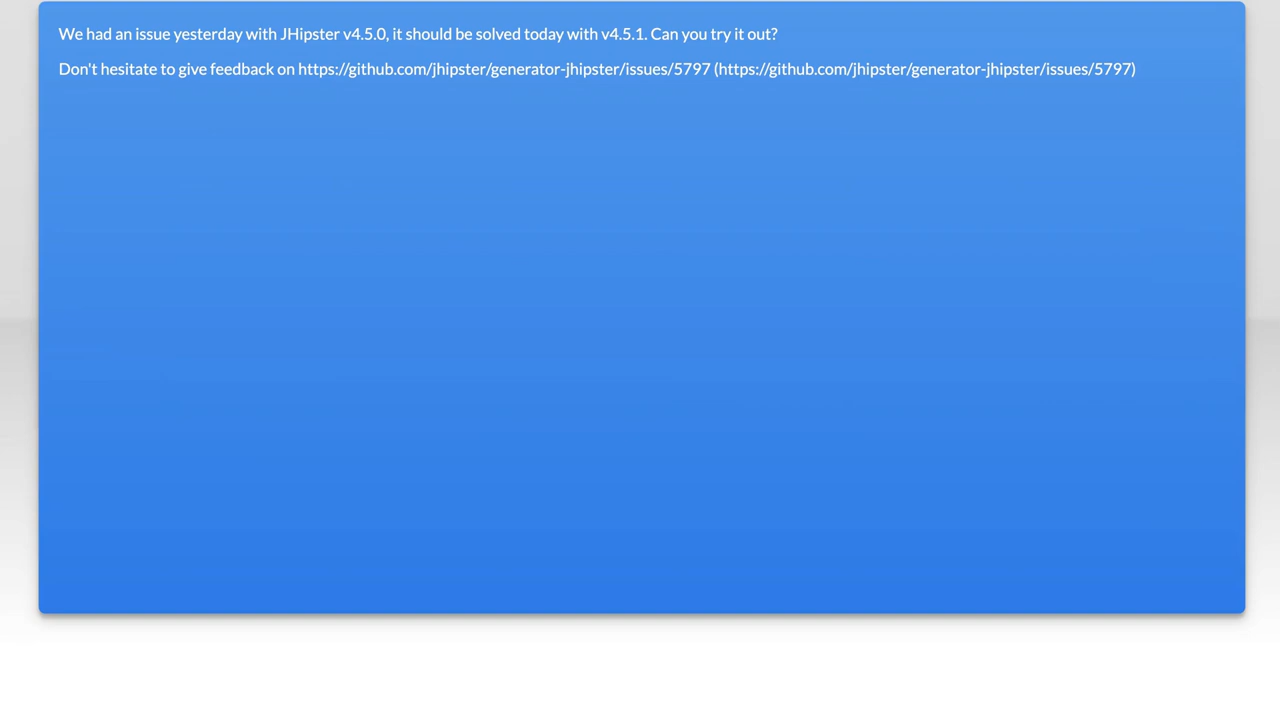 We had an issue yesterday with JHipster v4.5.0, it should be solved today with v4.5.1. Can you try it out?
Don't hesitate to give feedback on https://github.com/jhipster/generator-jhipster/issues/5797 (https://github.com/jhipster/generator-jhipster/issues/5797)